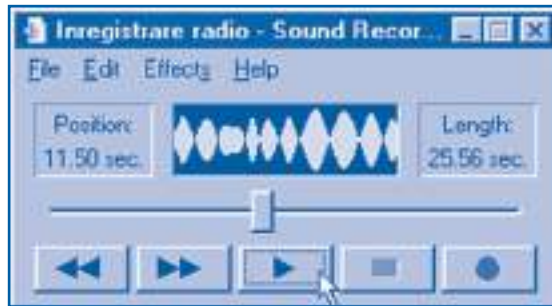 Inregistrare radio - Sound Recor...
File Edit Effects Help
Position: Length:
11.50 sec. 25.56 sec.